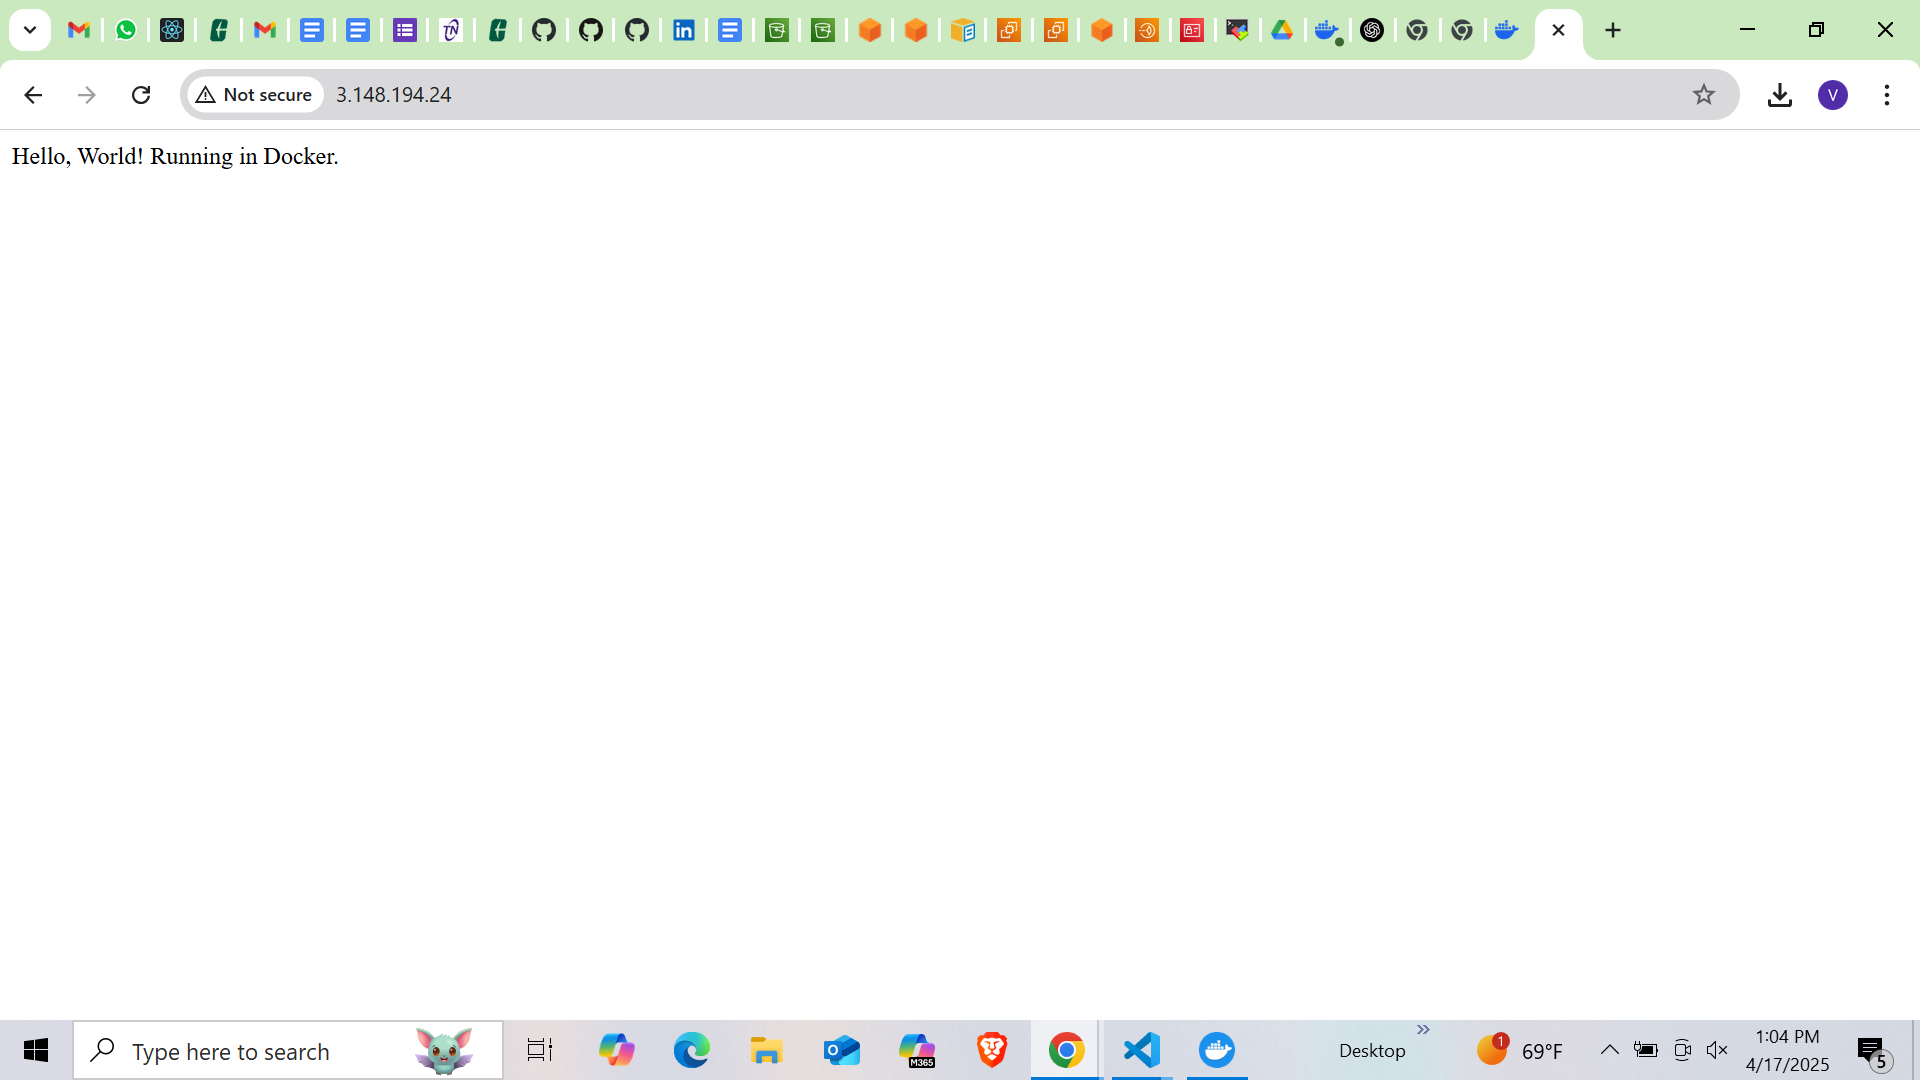 Not secure
3.148.194.24
V
Hello, World! Running in Docker.
Type here to search
M365
Desktop
1
69°F
1:04 PM
4/17/2025
5